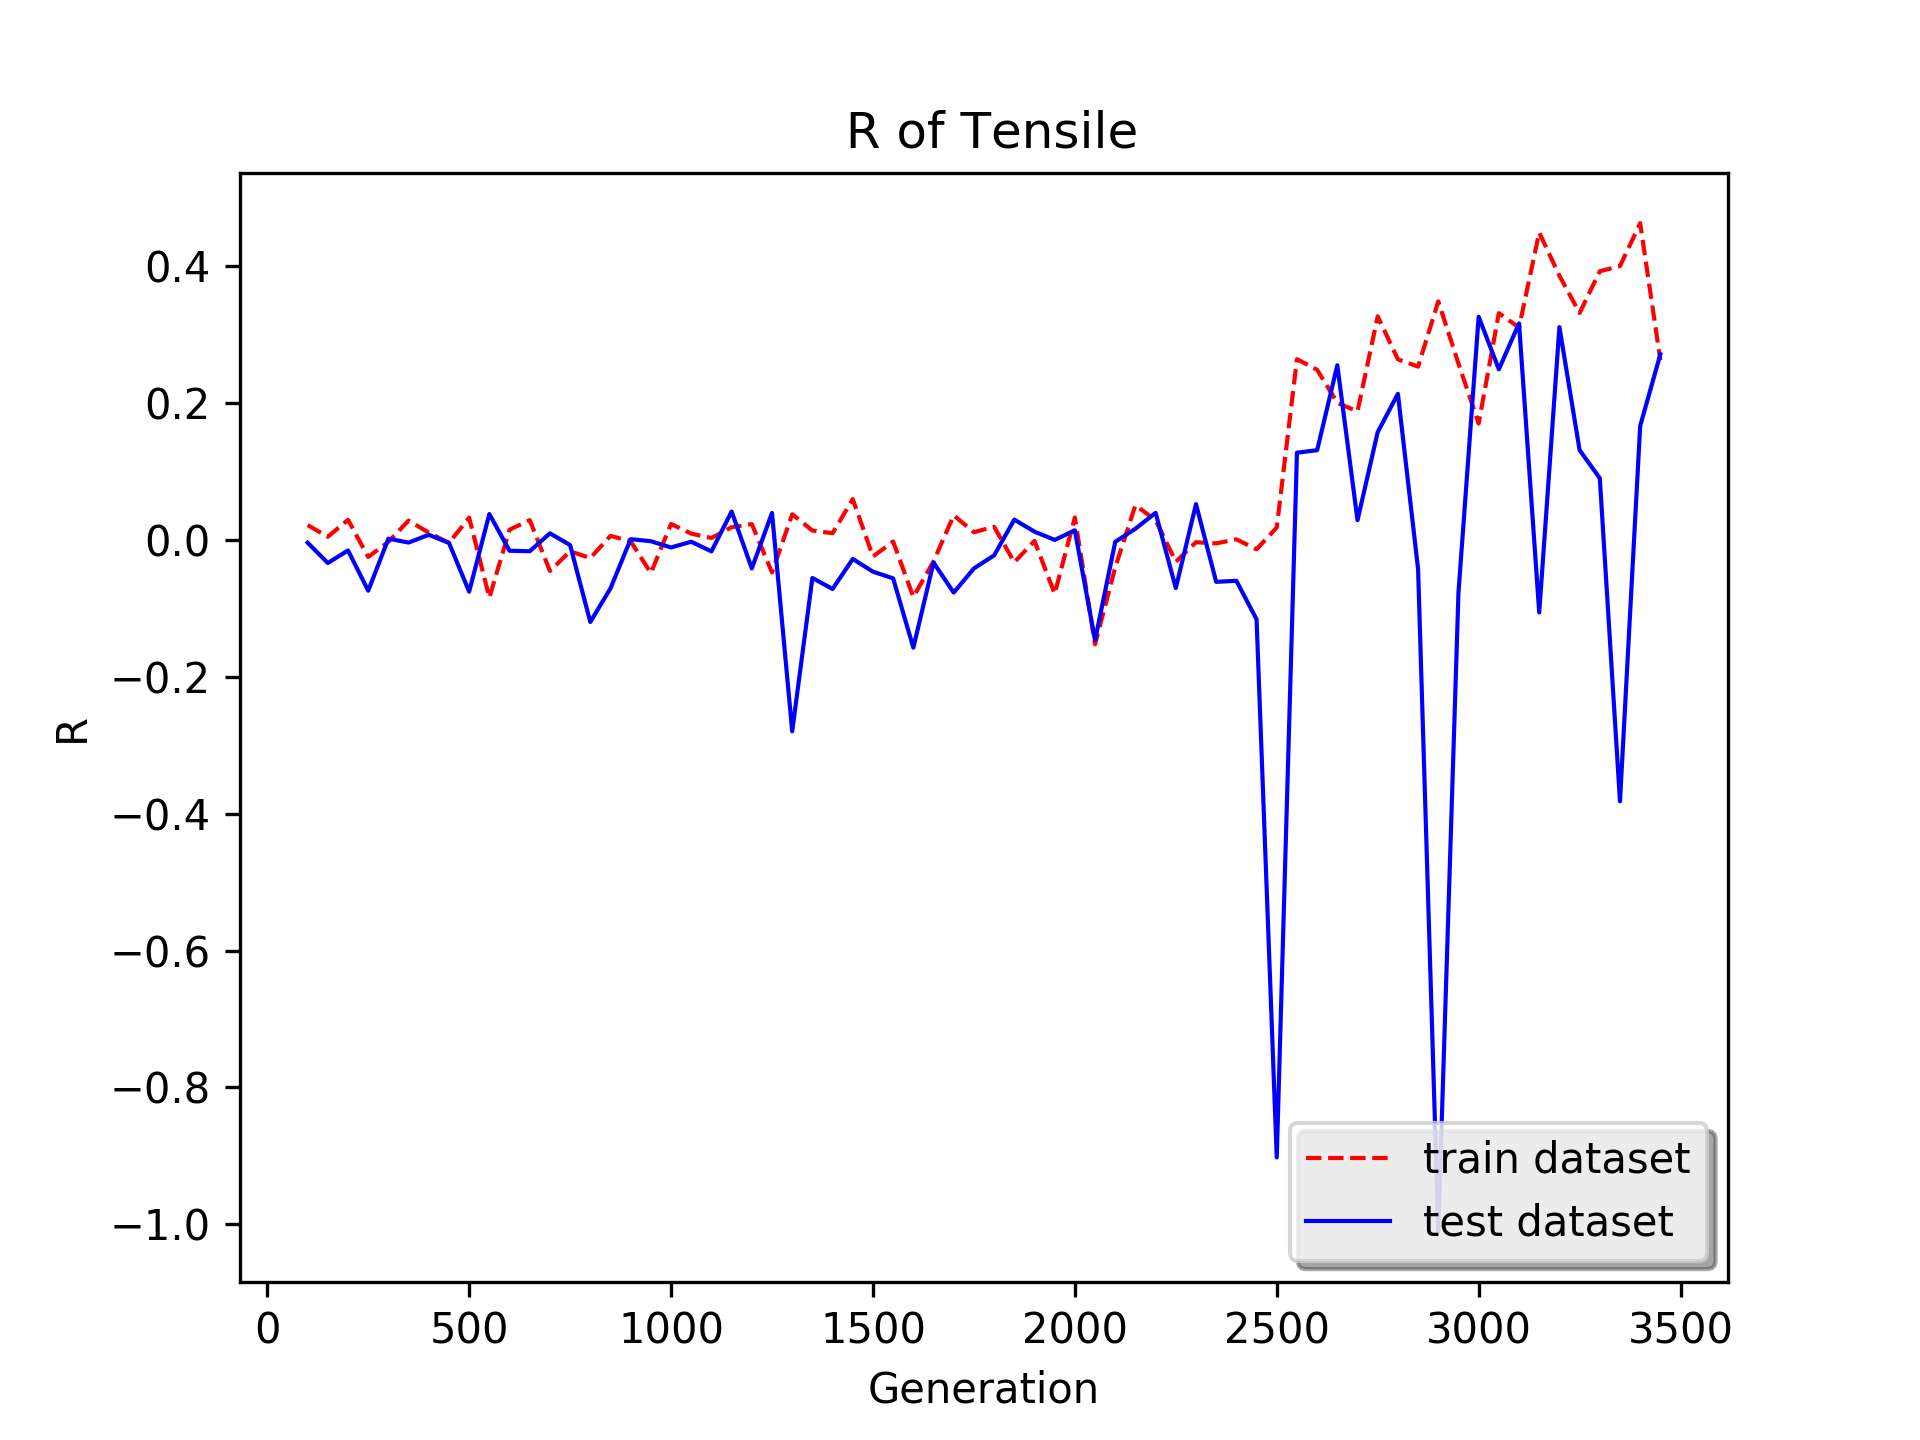 R of Tensile
R
0.4
0.2
0.0
−0.2
−0.4
−0.6
−0.8
−1.0
train dataset
test dataset
0 500 1000 1500 2000 2500 3000 3500
Generation